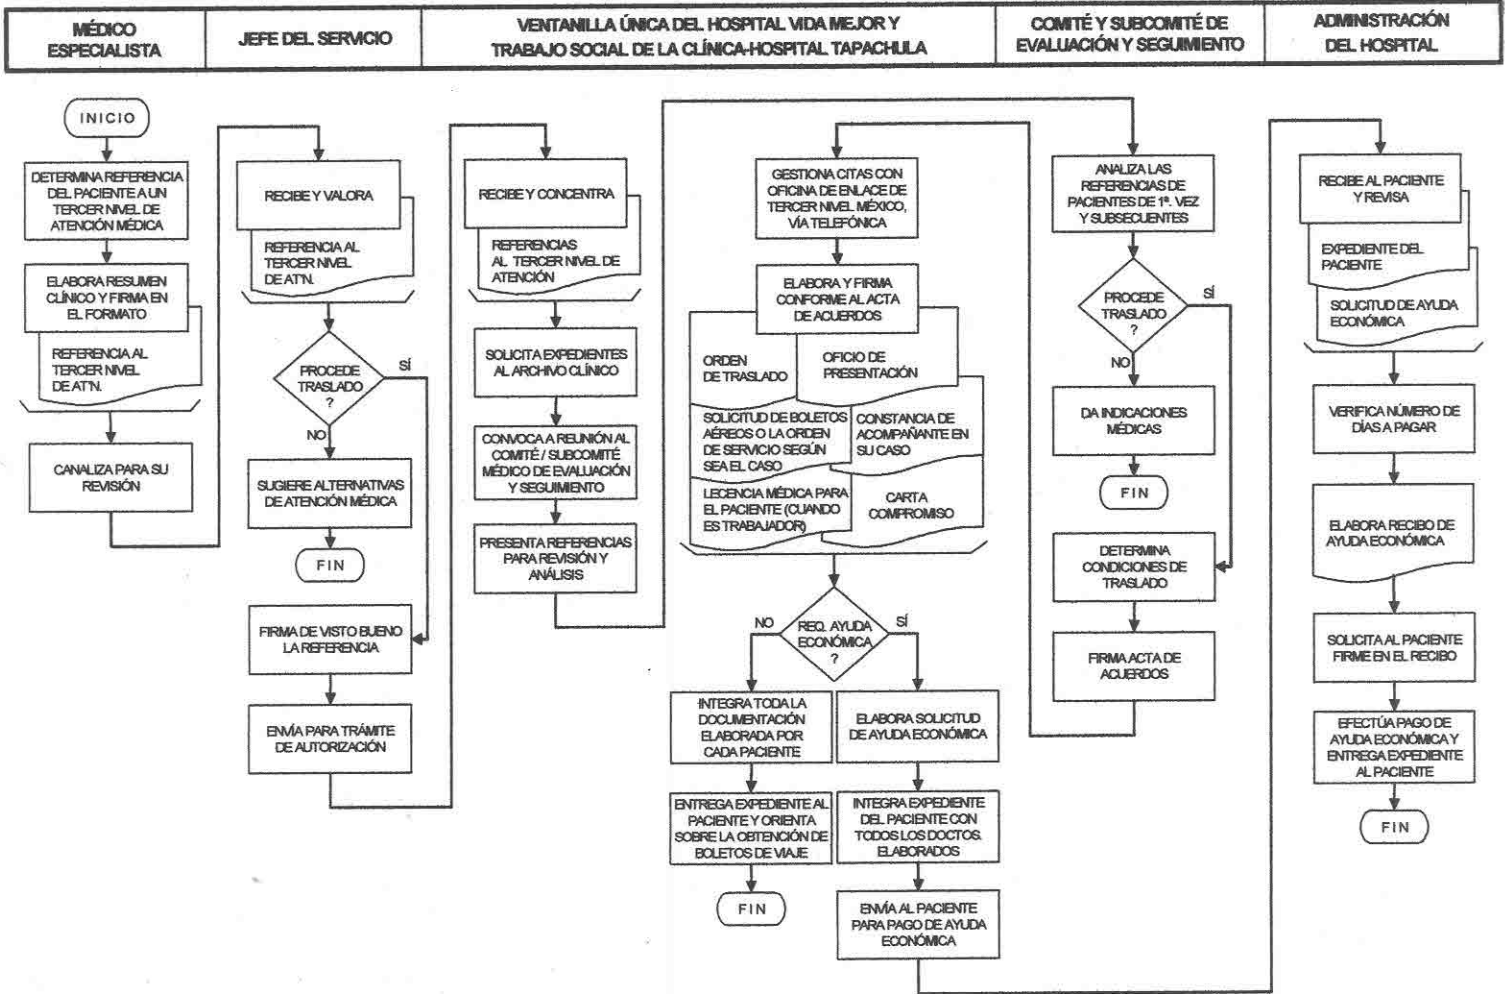 MÉDICO
ESPECIALISTA
JEFE DEL SERVICIO
VENTANILLA ÚNICA DEL HOSPITAL VIDA MEJOR Y
TRABAJO SOCIAL DE LA CLÍNICA-HOSPITAL TAPACHULA
COMITÉ Y SUBCOMITÉ DE
EVALUACIÓN Y SEGUIMIENTO
ADMINISTRACIÓN
DEL HOSPITAL
INICIO
DETERMINA REFERENCIA
DEL PACIENTE A UN
TERCER NIVEL DE
ATENCIÓN MÉDICA
ELABORA RESUMEN
CLÍNICO Y FIRMA EN
EL FORMATO
REFERENCIA AL
TERCER NIVEL
DE AT'N.
CANALIZA PARA SU
REVISIÓN
RECIBE Y VALORA
REFERENCIA AL
TERCER NIVEL
DE AT'N.
PROCEDE
TRASLADO
?
SÍ
NO
SUGIERE ALTERNATIVAS
DE ATENCIÓN MÉDICA
FIN
FIRMA DE VISTO BUENO
LA REFERENCIA
ENVÍA PARA TRÁMITE
DE AUTORIZACIÓN
RECIBE Y CONCENTRA
REFERENCIAS
AL TERCER NIVEL DE
ATENCIÓN
SOLICITA EXPEDIENTES
AL ARCHIVO CLÍNICO
CONVOCA A REUNIÓN AL
COMITÉ / SUBCOMITÉ
MÉDICO DE EVALUACIÓN
Y SEGUIMIENTO
PRESENTA REFERENCIAS
PARA REVISIÓN Y
ANÁLISIS
GESTIONA CITAS CON
OFICINA DE ENLACE DE
TERCER NIVEL MÉXICO,
VÍA TELEFÓNICA
ELABORA Y FIRMA
CONFORME AL ACTA
DE ACUERDOS
ORDEN
DE TRASLADO
OFICIO DE
PRESENTACIÓN
SOLICITUD DE BOLETOS
AÉREOS O LA ORDEN
DE SERVICIO SEGÚN
SEA EL CASO
CONSTANCIA DE
ACOMPAÑANTE EN
SU CASO
LECENCIA MÉDICA PARA
EL PACIENTE (CUANDO
ES TRABAJADOR)
CARTA
COMPROMISO
REQ. AYUDA
ECONÓMICA
?
NO
SÍ
INTEGRA TODA LA
DOCUMENTACIÓN
ELABORADA POR
CADA PACIENTE
ENTREGA EXPEDIENTE AL
PACIENTE Y ORIENTA
SOBRE LA OBTENCIÓN DE
BOLETOS DE VIAJE
FIN
ELABORA SOLICITUD
DE AYUDA ECONÓMICA
INTEGRA EXPEDIENTE
DEL PACIENTE CON
TODOS LOS DOCTOS.
ELABORADOS
ENVÍA AL PACIENTE
PARA PAGO DE AYUDA
ECONÓMICA
ANALIZA LAS
REFERENCIAS DE
PACIENTES DE 1ª. VEZ
Y SUBSECUENTES
PROCEDE
TRASLADO
?
SÍ
NO
DA INDICACIONES
MÉDICAS
FIN
DETERMINA
CONDICIONES DE
TRASLADO
FIRMA ACTA DE
ACUERDOS
RECIBE AL PACIENTE
Y REVISA
EXPEDIENTE DEL
PACIENTE
SOLICITUD DE AYUDA
ECONÓMICA
VERIFICA NÚMERO DE
DÍAS A PAGAR
ELABORA RECIBO DE
AYUDA ECONÓMICA
SOLICITA AL PACIENTE
FIRME EN EL RECIBO
EFECTÚA PAGO DE
AYUDA ECONÓMICA Y
ENTREGA EXPEDIENTE
AL PACIENTE
FIN